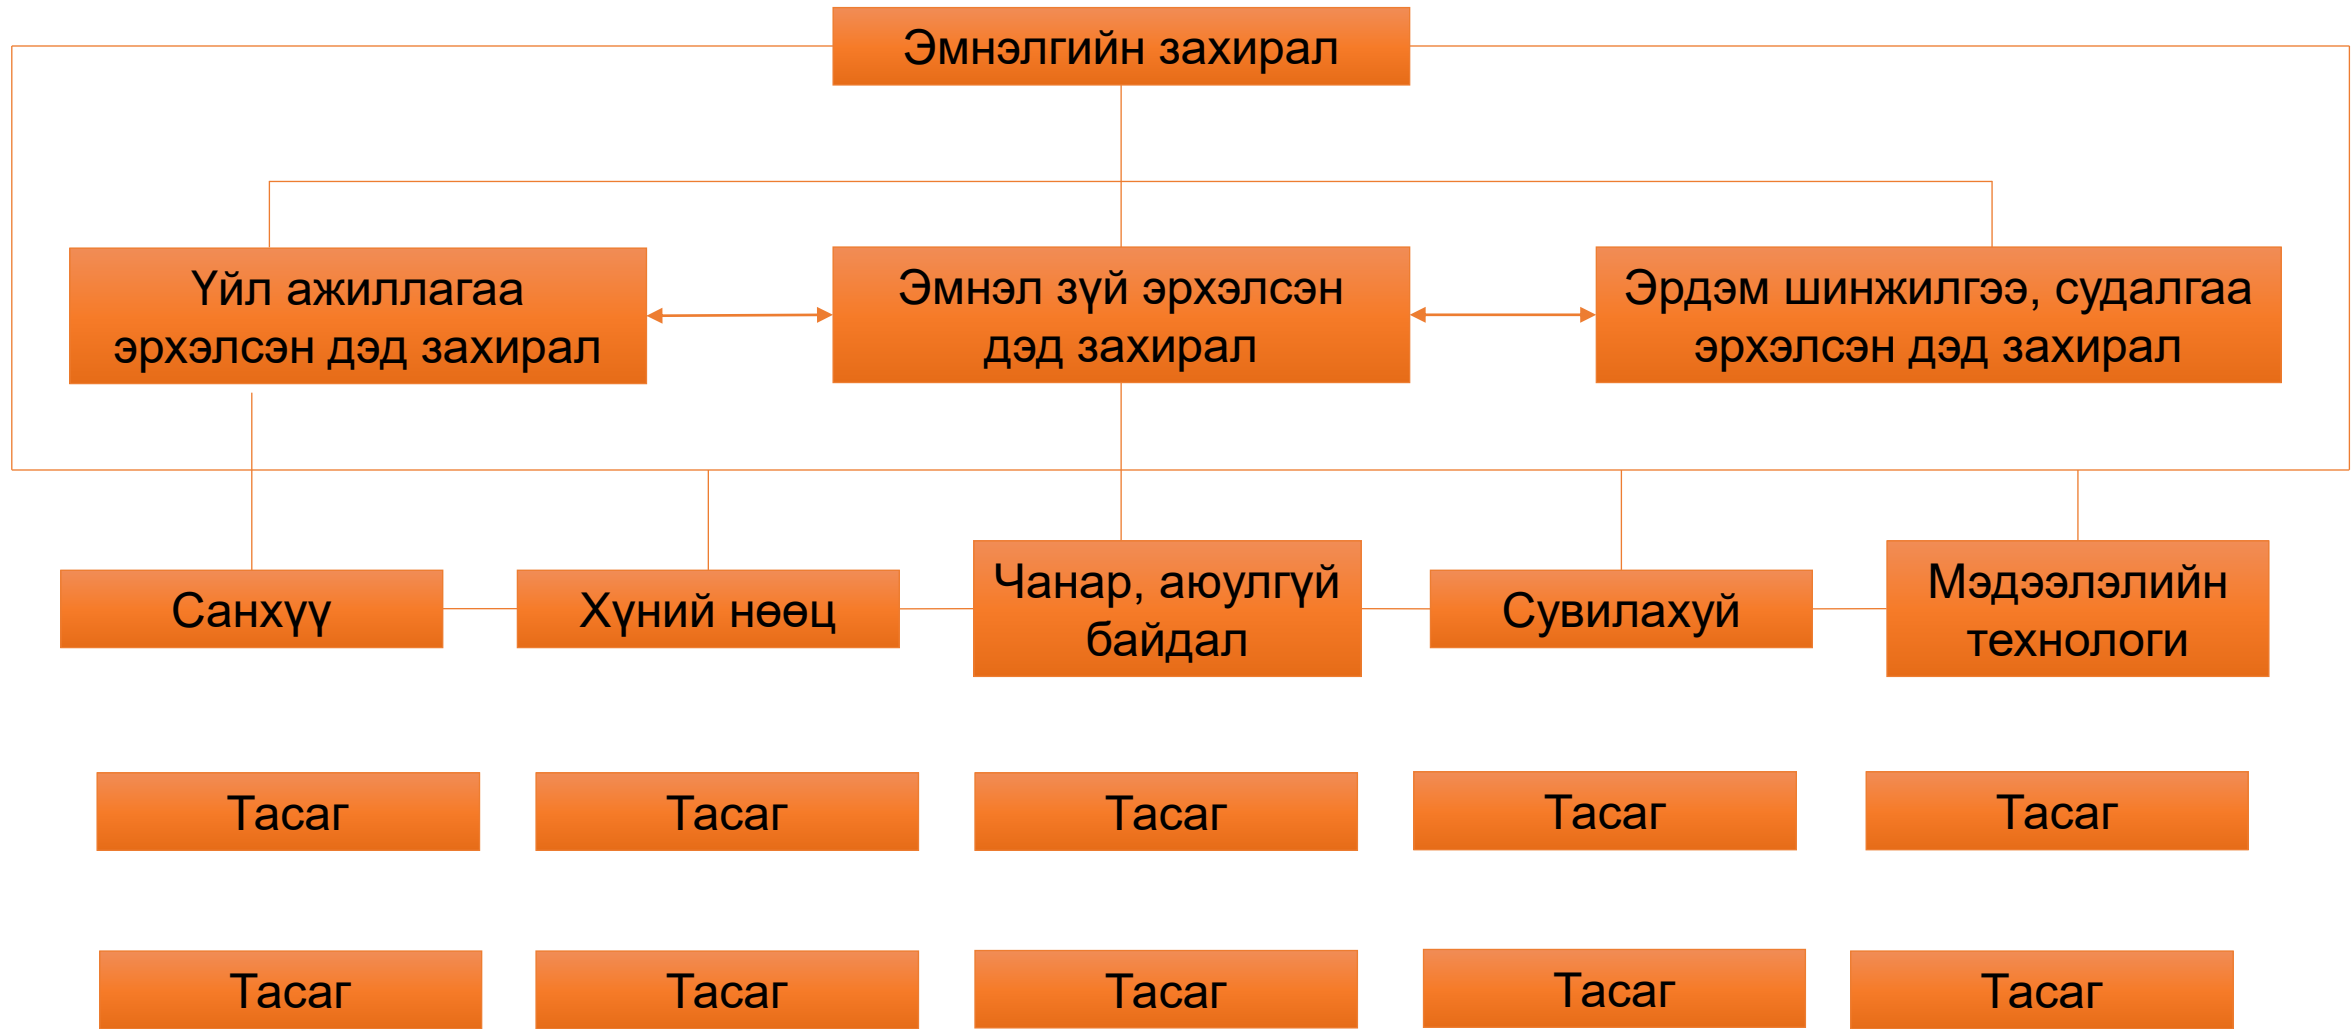 Эмнэлгийн захирал
Үйл ажиллагаа
эрхэлсэн дэд захирал
Эмнэл зүй эрхэлсэн
дэд захирал
Эрдэм шинжилгээ, судалгаа
эрхэлсэн дэд захирал
Санхүү
Хүний нөөц
Чанар, аюулгүй
байдал
Сувилахуй
Мэдээлэлийн
технологи
Тасаг
Тасаг
Тасаг
Тасаг
Тасаг
Тасаг
Тасаг
Тасаг
Тасаг
Тасаг